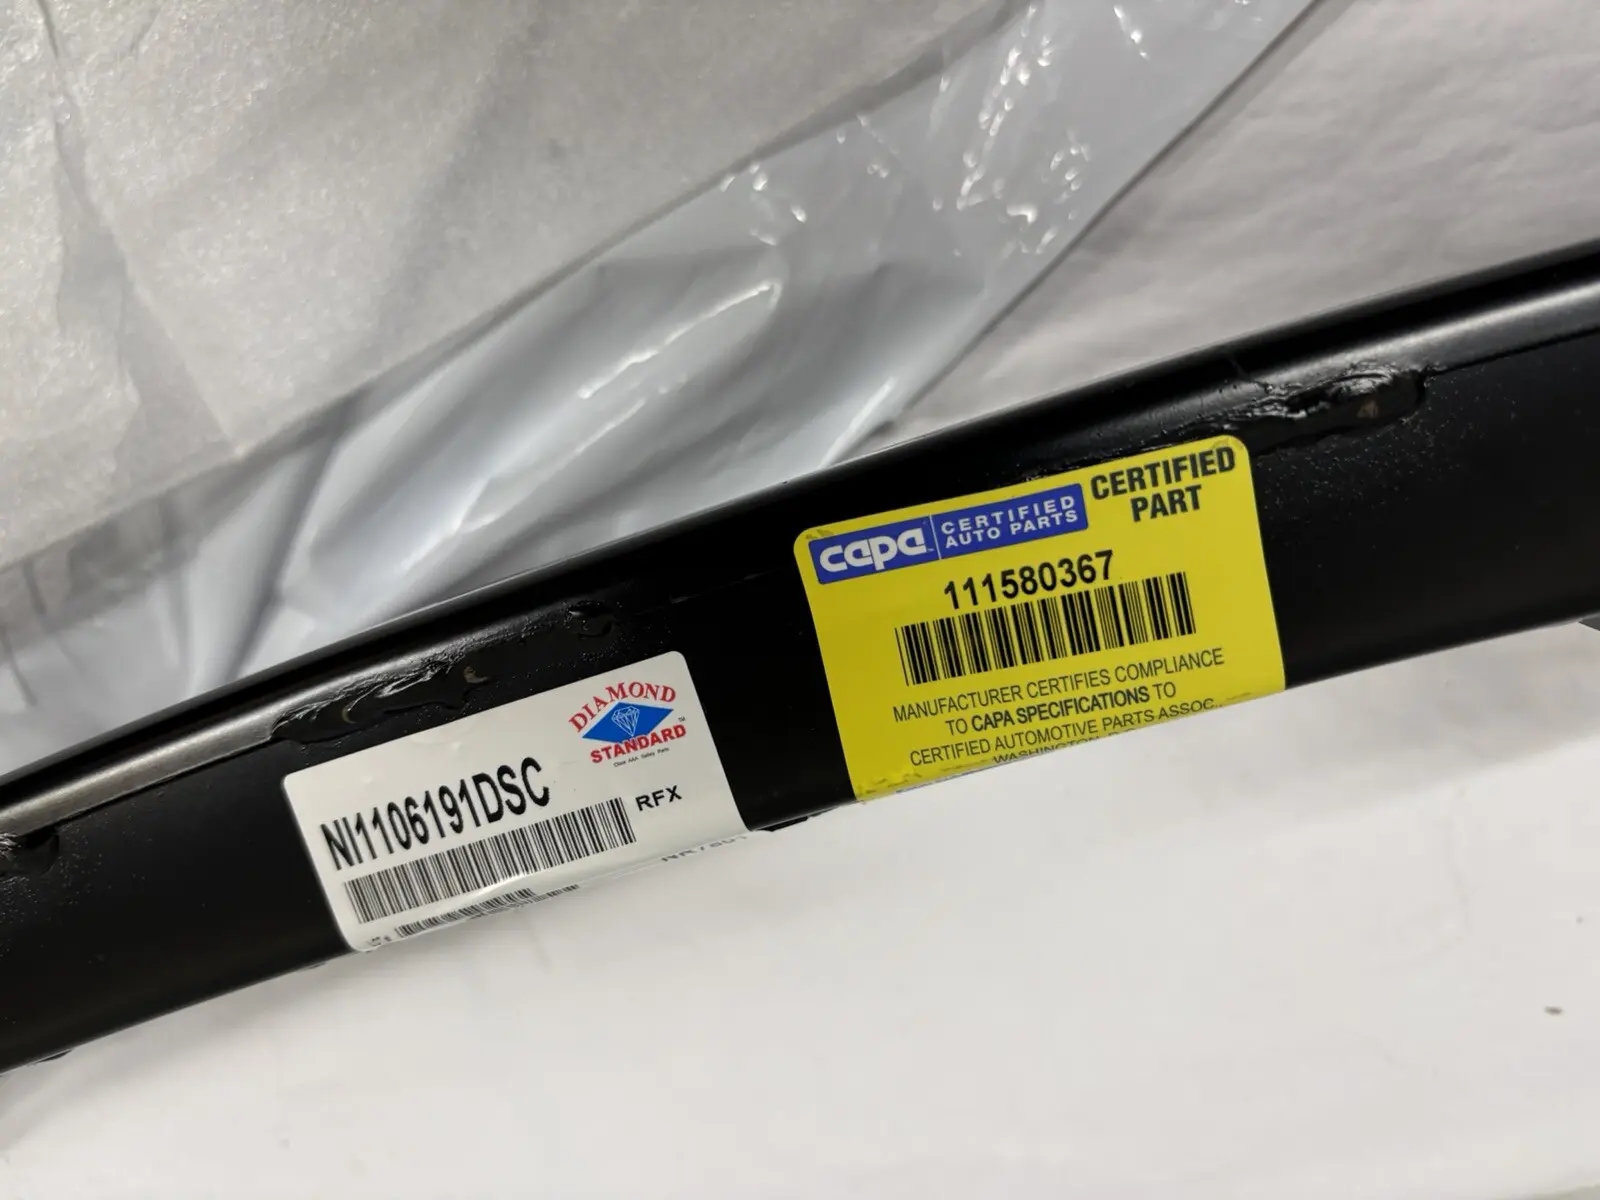 capa CERTIFIED AUTO PARTS
CERTIFIED PART
111580367
MANUFACTURER CERTIFIES COMPLIANCE
TO CAPA SPECIFICATIONS TO
CERTIFIED AUTOMOTIVE PARTS ASSOC.,
WASHINGTON,
DIAMOND
STANDARD
NI1106191DSC
RFX